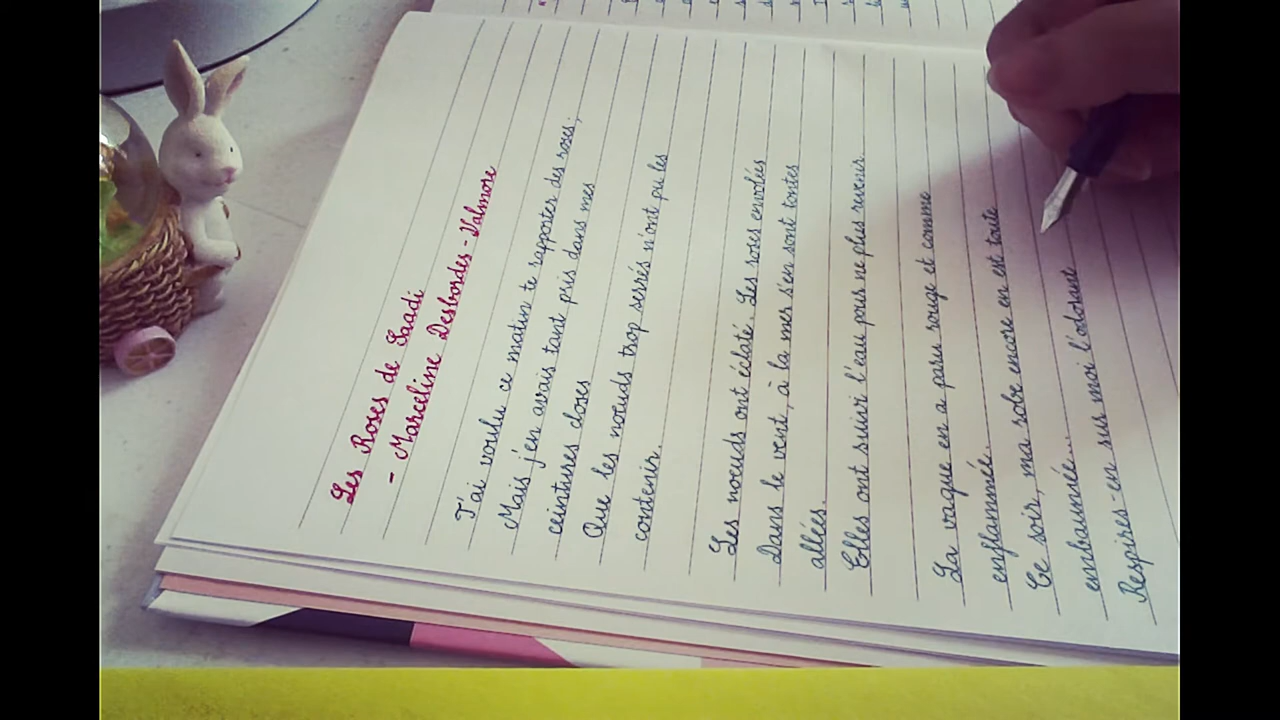 Les Roses de Saadi
- Marceline Desbordes - Valmore
J'ai voulu ce matin te rapporter des roses;
Mais j'en avais tant pris dans mes
ceintures closes
Que les noeuds trop serrés n'ont pu les
contenir.
Les noeuds ont éclaté. Les roses envolées
Dans le vent, à la mer s'en sont toutes
allées.
Elles ont suivi l'eau pour ne plus revenir.
La vague en a paru rouge et comme
enflammée.
Ce soir, ma robe encore en est toute
embaumée...
Respires-en sur moi l'odorant